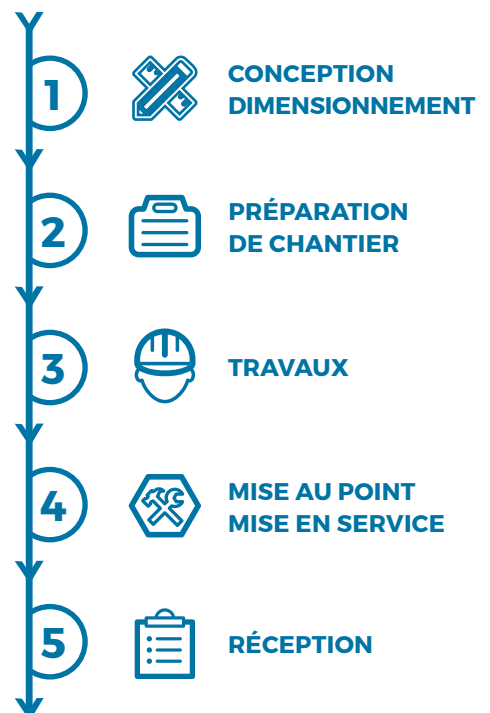 1
CONCEPTION
DIMENSIONNEMENT
2
PRÉPARATION
DE CHANTIER
3
TRAVAUX
4
MISE AU POINT
MISE EN SERVICE
5
RÉCEPTION